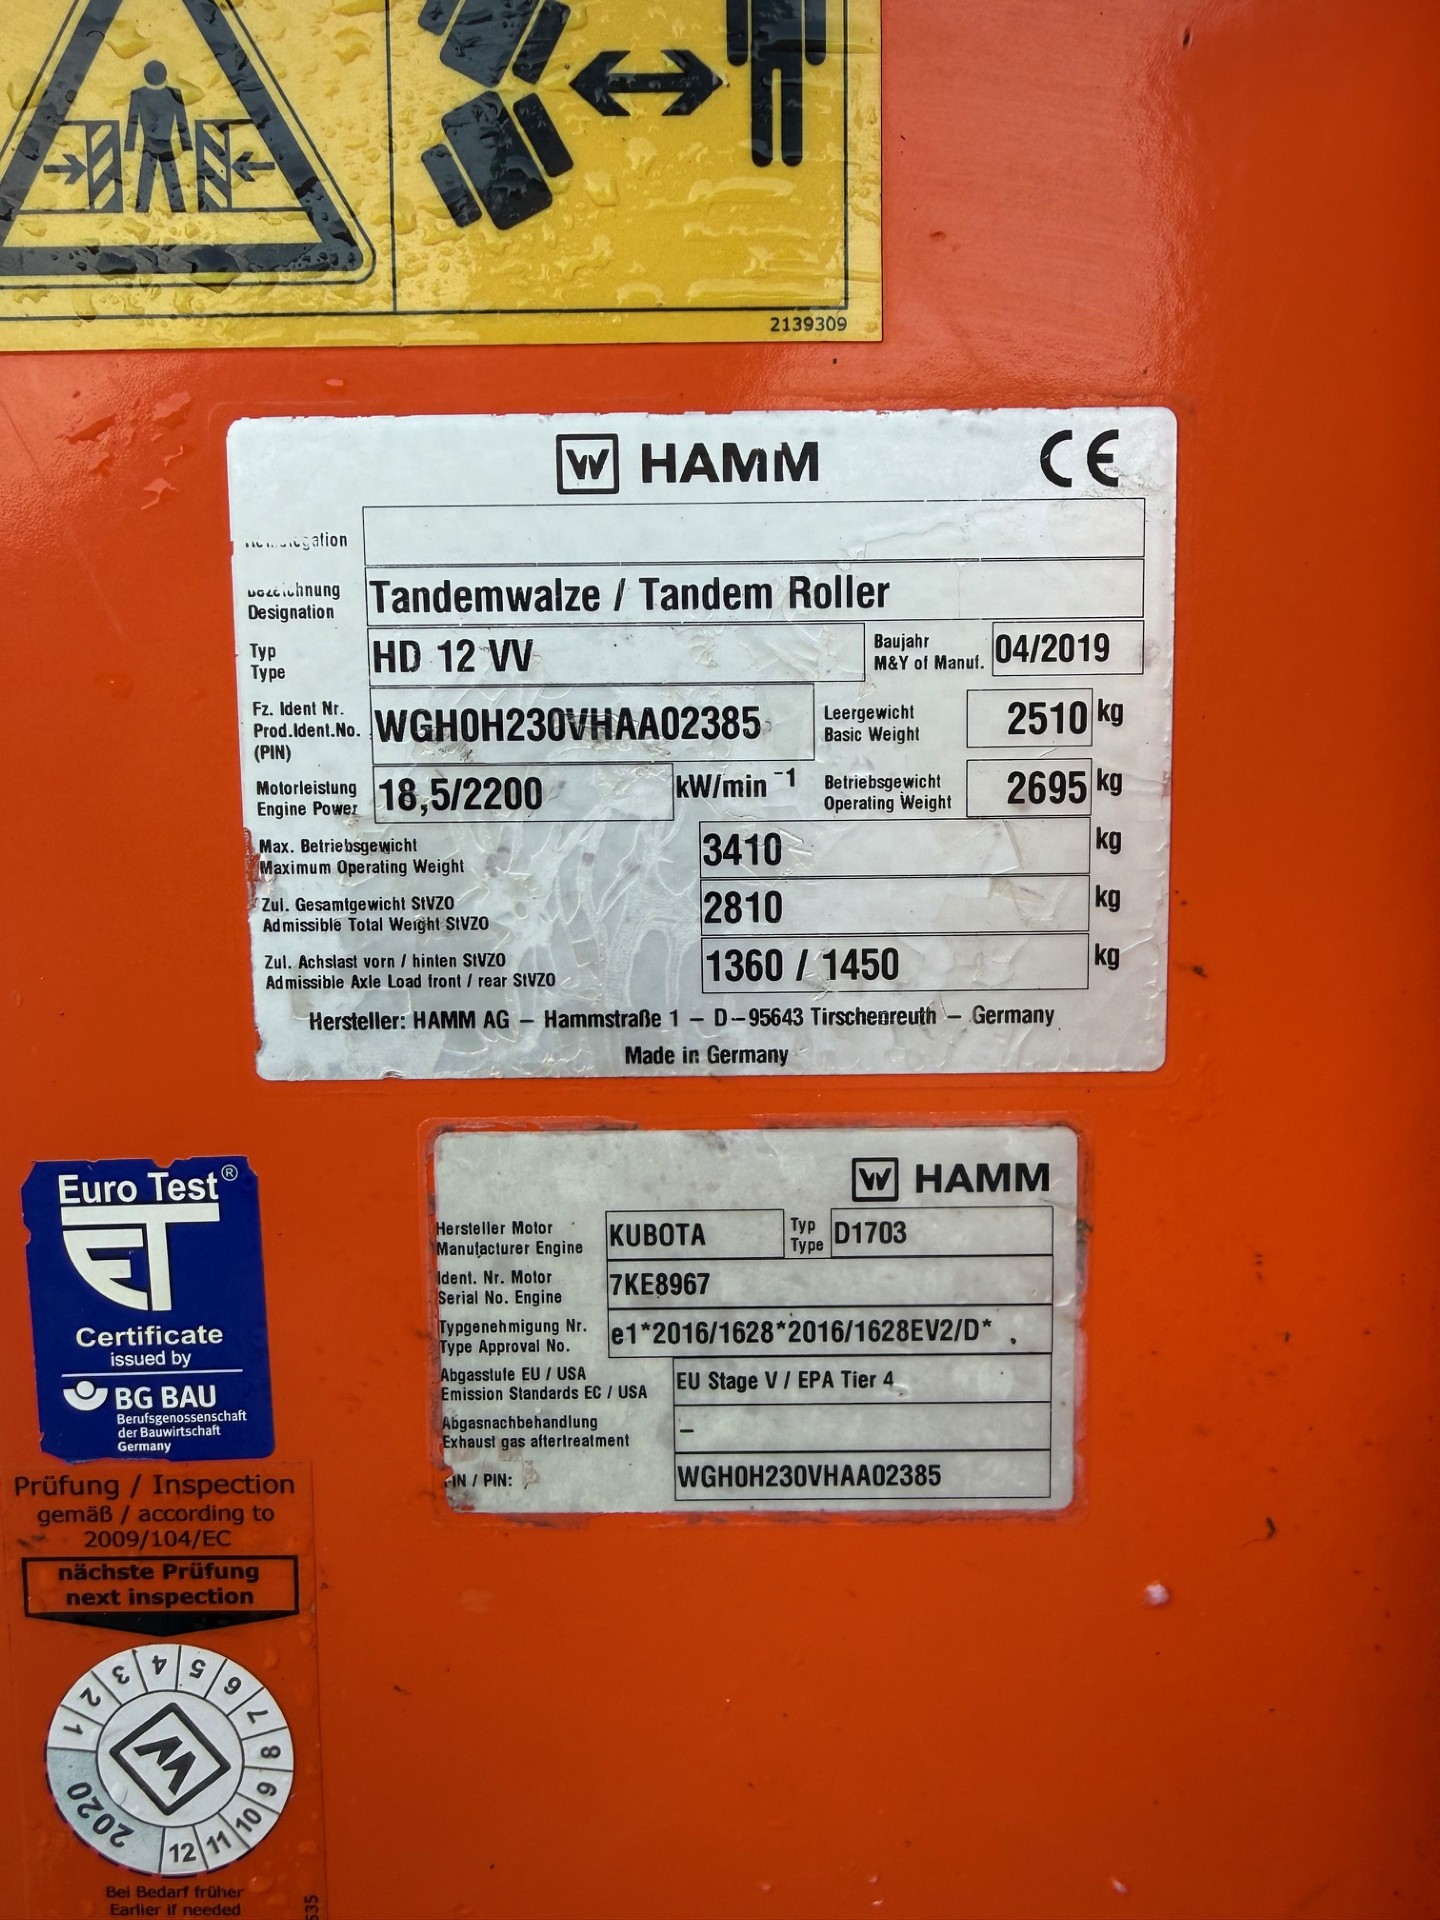 2139309
HAMM CE
Bezeichnung
Designation
Tandemwalze / Tandem Roller
Typ
Type
HD 12 VV
Baujahr
M&Y of Manuf.
04/2019
Fz. Ident Nr.
Prod.Ident.No.
(PIN)
WGH0H230VHAA02385
Leergewicht
Basic Weight
2510 kg
Motorleistung
Engine Power
18,5/2200 kW/min⁻¹
Betriebsgewicht
Operating Weight
2695 kg
Max. Betriebsgewicht
Maximum Operating Weight
3410 kg
Zul. Gesamtgewicht StVZO
Admissible Total Weight StVZO
2810 kg
Zul. Achslast vorn / hinten StVZO
Admissible Axle Load front / rear StVZO
1360 / 1450 kg
Hersteller: HAMM AG – Hammstraße 1 – D-95643 Tirschenreuth – Germany
Made in Germany
HAMM
Hersteller Motor
Manufacturer Engine
KUBOTA
Typ
Type
D1703
Ident. Nr. Motor
Serial No. Engine
7KE8967
Typgenehmigung Nr.
Type Approval No.
e1*2016/1628*2016/1628EV2/D*
Abgasstufe EU / USA
Emission Standards EC / USA
EU Stage V / EPA Tier 4
Abgasnachbehandlung
Exhaust gas aftertreatment
–
/ PIN:
WGH0H230VHAA02385
Euro Test®
ET
Certificate
issued by
BG BAU
Berufsgenossenschaft
der Bauwirtschaft
Germany
Prüfung / Inspection
gemäß / according to
2009/104/EC
nächste Prüfung
next inspection
1 2 3 4 5 6 7 8 9 10 11 12
2020
Bei Bedarf früher
Earlier if needed